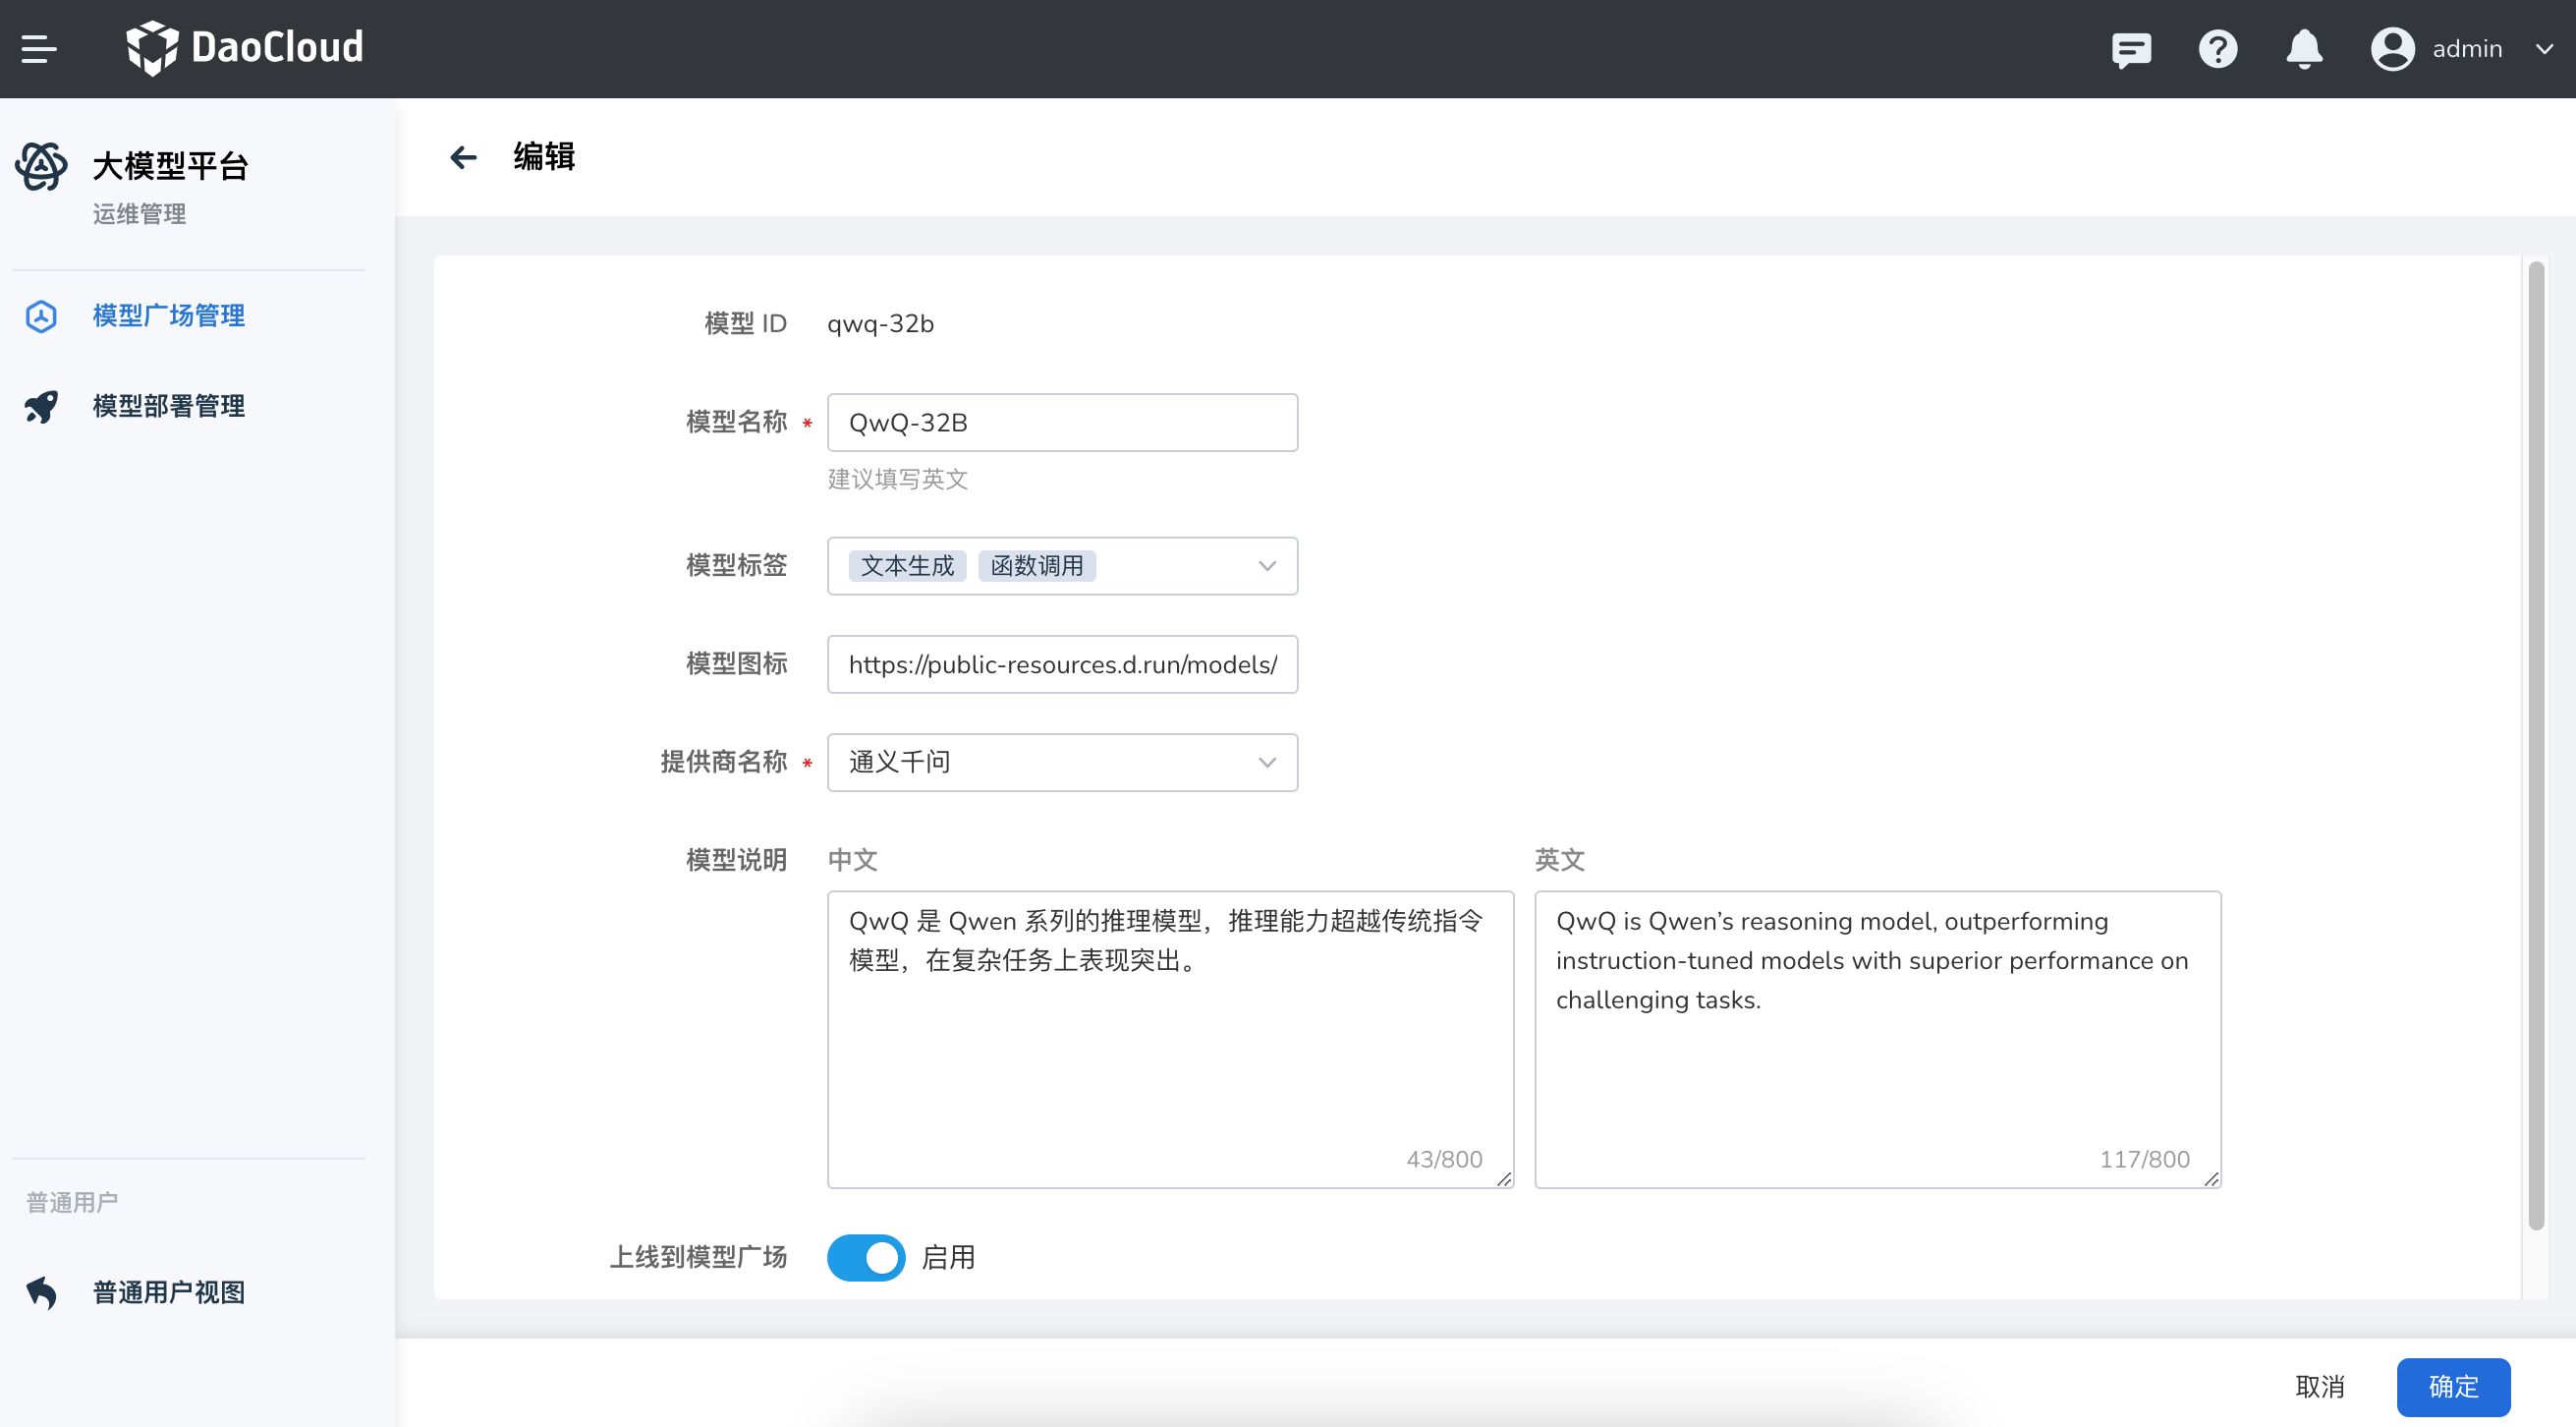 DaoCloud
admin
大模型平台
运维管理
模型广场管理
模型部署管理
普通用户
普通用户视图
编辑
模型 ID qwq-32b
模型名称 * QwQ-32B
建议填写英文
模型标签 文本生成 函数调用
模型图标 https://public-resources.d.run/models/
提供商名称 * 通义千问
模型说明 中文
QwQ 是 Qwen 系列的推理模型，推理能力超越传统指令
模型，在复杂任务上表现突出。
43/800
英文
QwQ is Qwen’s reasoning model, outperforming
instruction-tuned models with superior performance on
challenging tasks.
117/800
上线到模型广场 启用
取消 确定